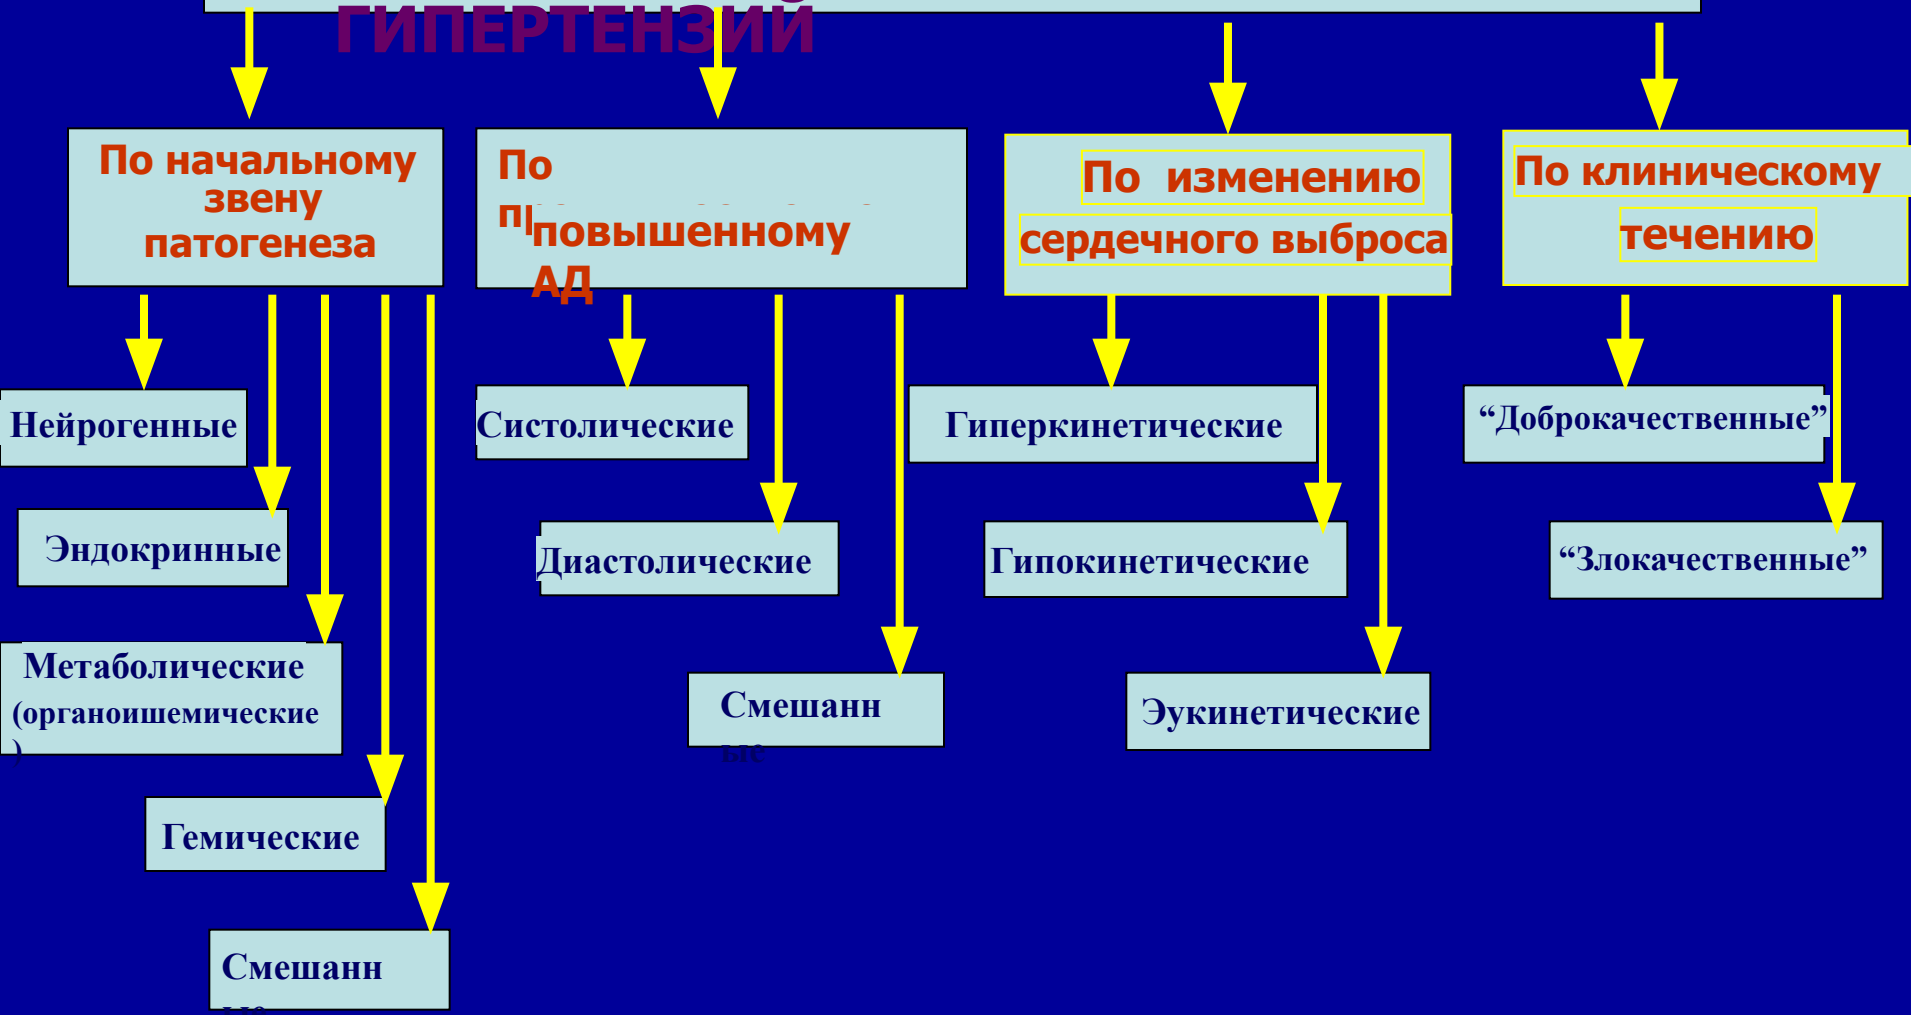 ГИПЕРТЕНЗИЙ
По начальному
звену
патогенеза
По
повышенному
АД
По изменению
сердечного выброса
По клиническому
течению
Нейрогенные
Эндокринные
Метаболические
(органоишемические
)
Гемические
Смешанн
Систолические
Диастолические
Смешанн
ые
Гиперкинетические
Гипокинетические
Эукинетические
“Доброкачественные”
“Злокачественные”